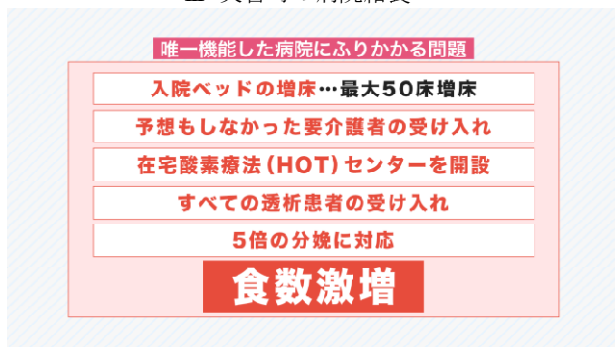 唯一機能した病院にふりかかる問題
入院ベッドの増床…最大50床増床
予想もしなかった要介護者の受け入れ
在宅酸素療法(HOT)センターを開設
すべての透析患者の受け入れ
5倍の分娩に対応
食数激増